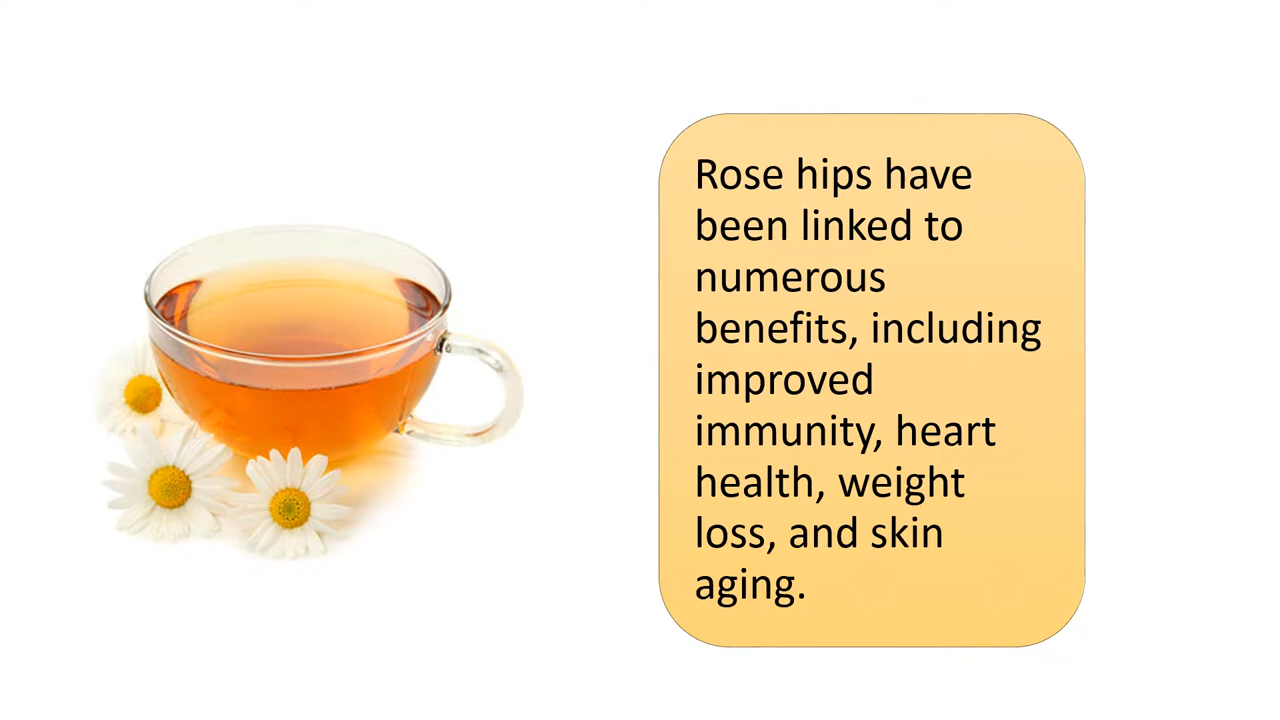 Rose hips have
been linked to
numerous
benefits, including
improved
immunity, heart
health, weight
loss, and skin
aging.